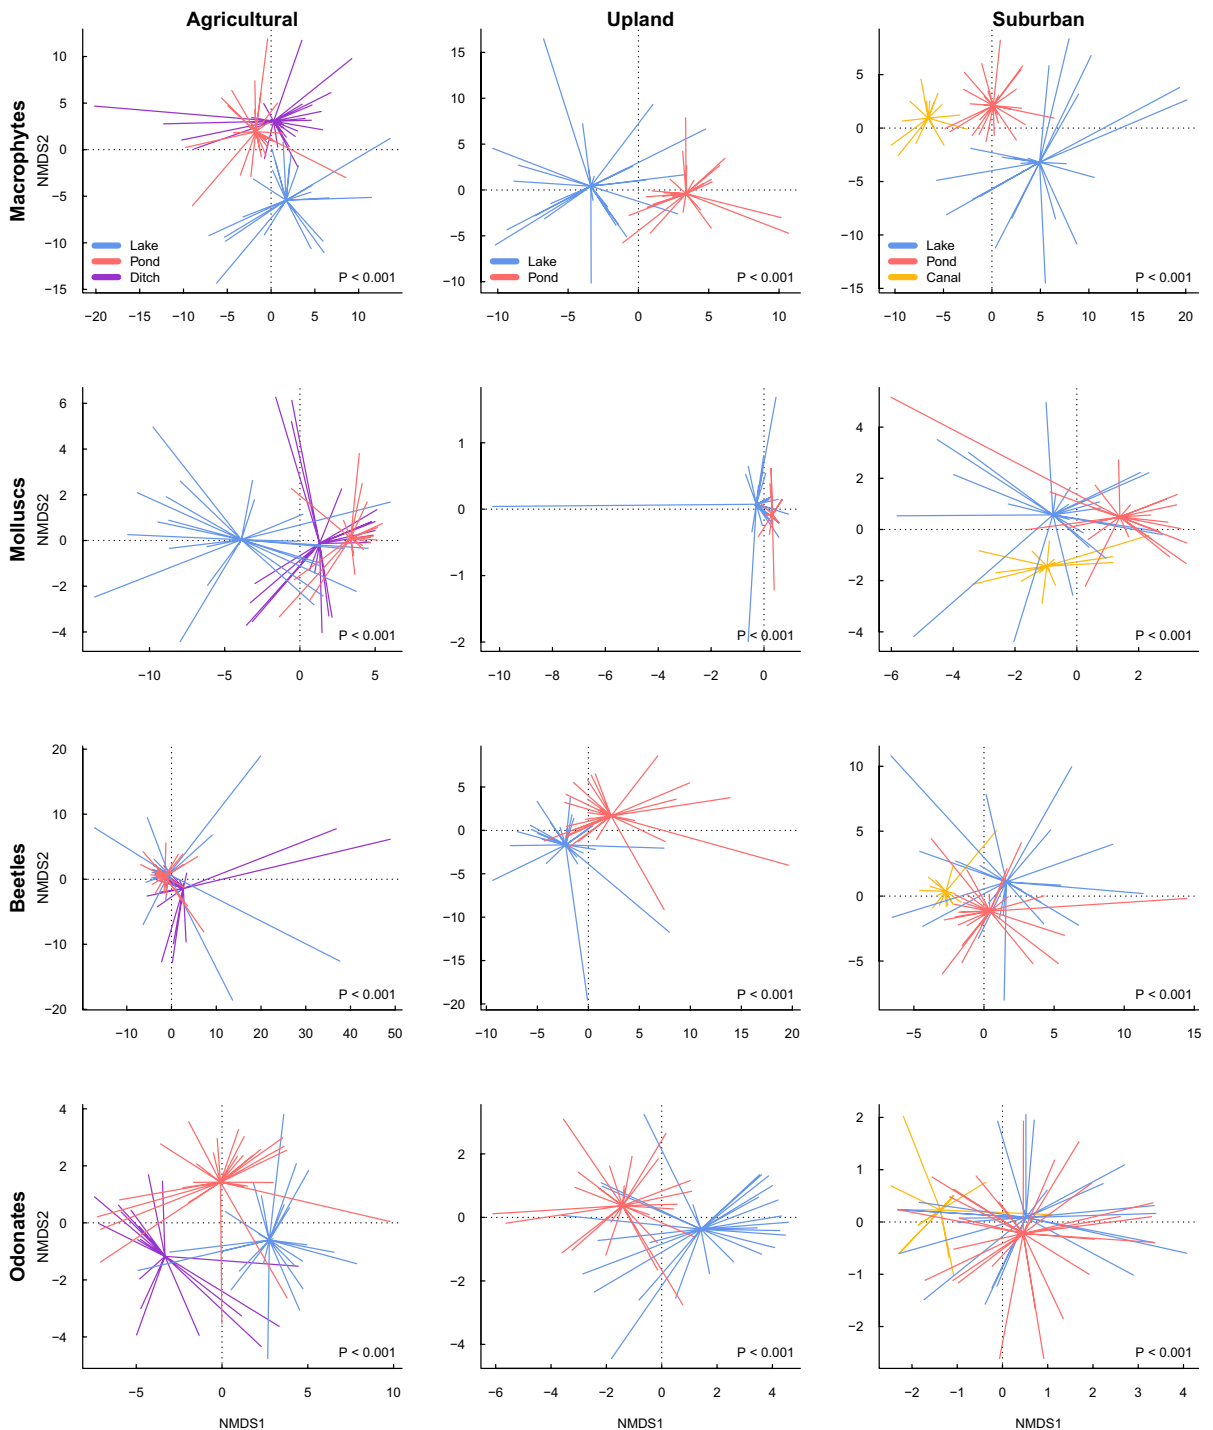 Agricultural Upland Suburban
Macrophytes
NMDS2
10
5
0
−5
−10
−15
Lake
Pond
Ditch
P < 0.001
−20 −15 −10 −5 0 5 10
15
10
5
0
−5
−10
Lake
Pond
P < 0.001
−10 −5 0 5 10
5
0
−5
−10
−15
Lake
Pond
Canal
P < 0.001
−10 −5 0 5 10 15 20
Molluscs
NMDS2
6
4
2
0
−2
−4
P < 0.001
−10 −5 0 5
1
0
−1
−2
P < 0.001
−10 −8 −6 −4 −2 0
4
2
0
−2
−4
P < 0.001
−6 −4 −2 0 2
Beetles
NMDS2
20
10
0
−10
−20
P < 0.001
−10 0 10 20 30 40 50
5
0
−5
−10
−15
−20
P < 0.001
−10 −5 0 5 10 15 20
10
5
0
−5
P < 0.001
−5 0 5 10 15
Odonates
NMDS2
4
2
0
−2
−4
P < 0.001
−5 0 5 10
NMDS1
2
0
−2
−4
P < 0.001
−6 −4 −2 0 2 4
NMDS1
2
1
0
−1
−2
P < 0.001
−2 −1 0 1 2 3 4
NMDS1